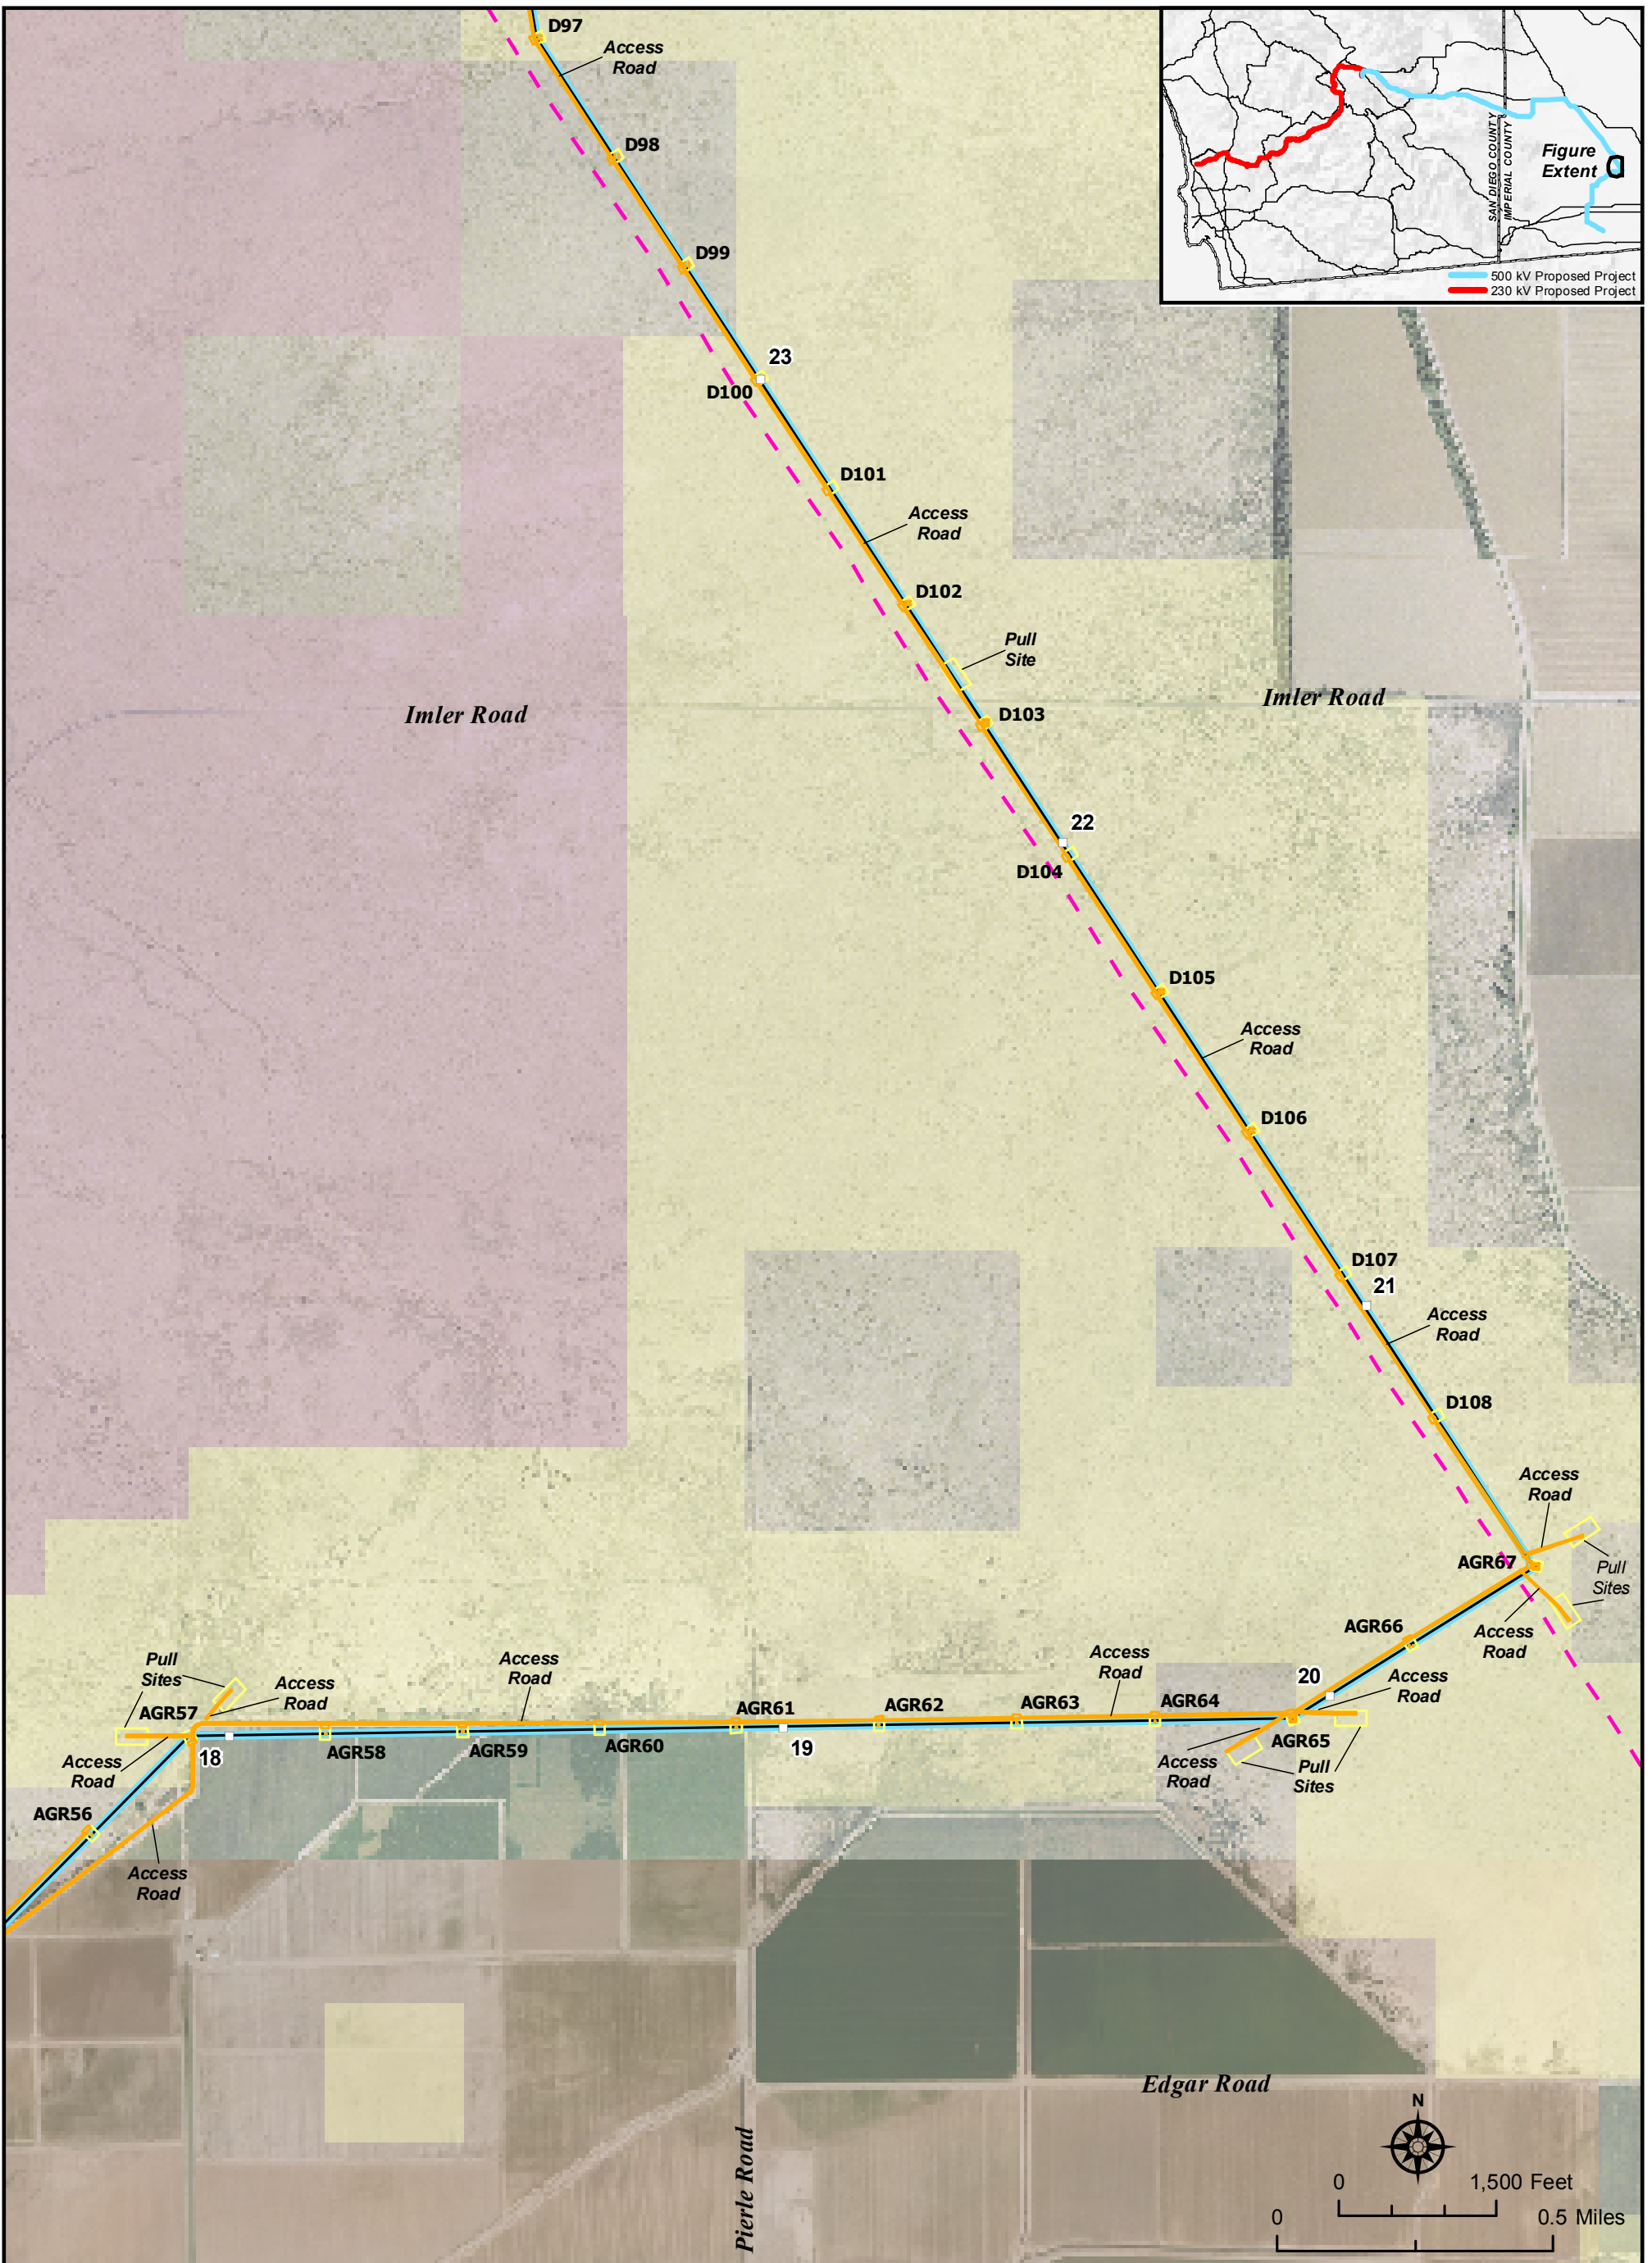 D97
Access
Road
D98
D99
23
D100
D101
Access
Road
D102
Pull
Site
Imler Road
Imler Road
D103
22
D104
D105
Access
Road
D106
D107
21
Access
Road
D108
Access
Road
AGR67
Pull
Sites
Access
Road
AGR66
20
Access
Road
Access
Road
AGR64
AGR63
AGR62
AGR61
Access
Road
Pull
Sites
Access
Road
AGR57
18
AGR58
AGR59
AGR60
19
AGR65
Access
Road
Pull
Sites
Access
Road
AGR56
Access
Road
Edgar Road
Pierle Road
N
0 1,500 Feet
0 0.5 Miles
SAN DIEGO COUNTY
IMPERIAL COUNTY
Figure
Extent
500 kV Proposed Project
230 kV Proposed Project